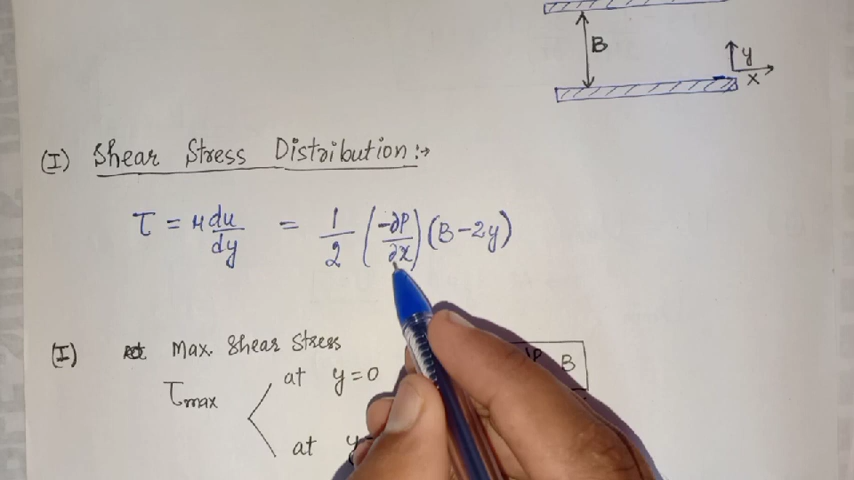 B
y
x
(I) Shear Stress Distribution:→
τ = μ du/dy = 1/2 (-∂P/∂x) (B-2y)
(I) Max. Shear Stress
τmax at y=0
∂P B
at y